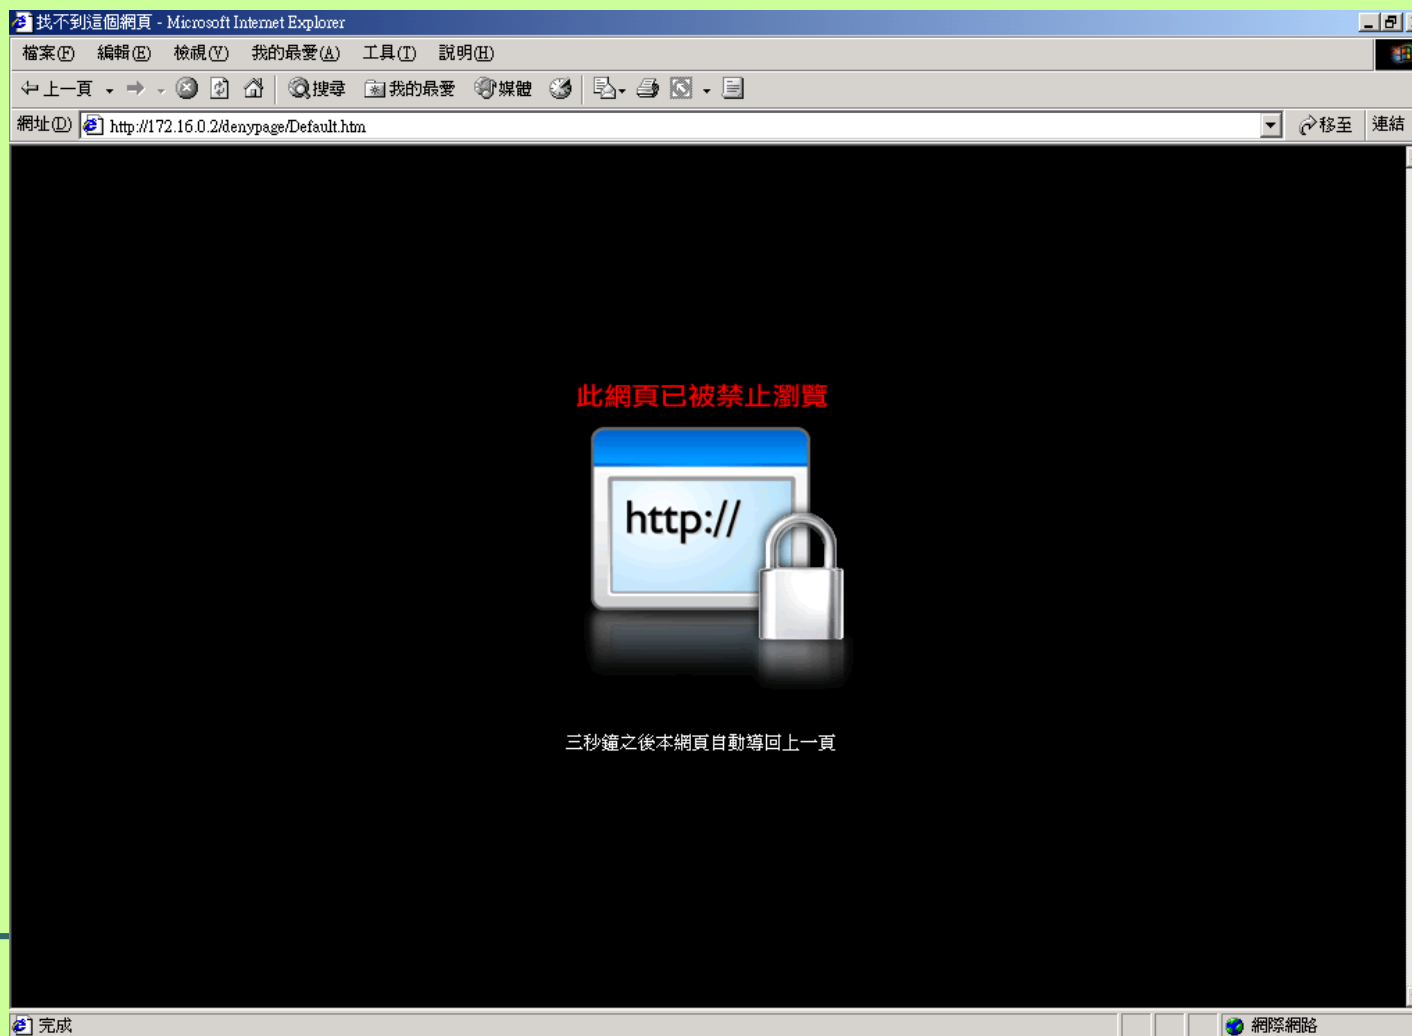 找不到這個網頁 - Microsoft Internet Explorer
檔案(F) 編輯(E) 檢視(V) 我的最愛(A) 工具(T) 說明(H)
上一頁 搜尋 我的最愛 媒體
網址(D) http://172.16.0.2/denypage/Default.htm 移至 連結
此網頁已被禁止瀏覽
http://
三秒鐘之後本網頁自動導回上一頁
完成 網際網路